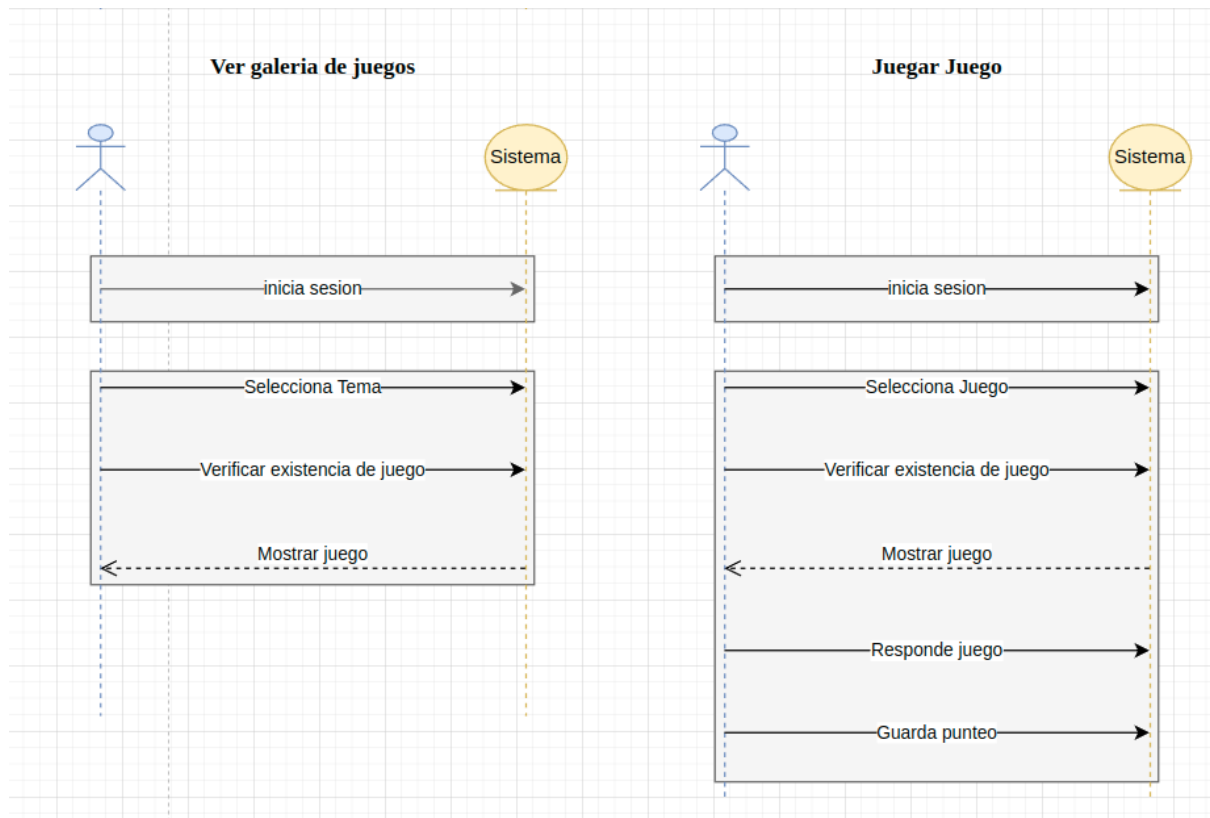 Ver galeria de juegos
Sistema
inicia sesion
Selecciona Tema
Verificar existencia de juego
Mostrar juego
Juegar Juego
Sistema
inicia sesion
Selecciona Juego
Verificar existencia de juego
Mostrar juego
Responde juego
Guarda punteo